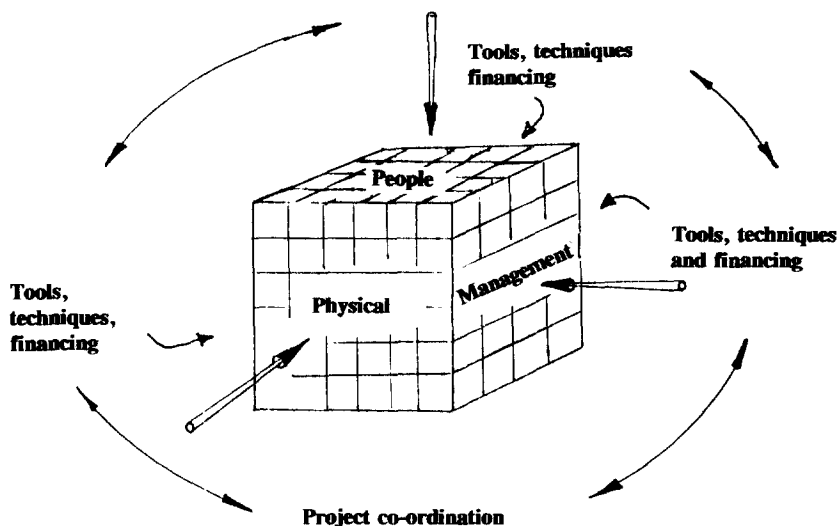 Tools, techniques
financing
People
Tools, techniques
and financing
Management
Tools,
techniques,
financing
Physical
Project co-ordination